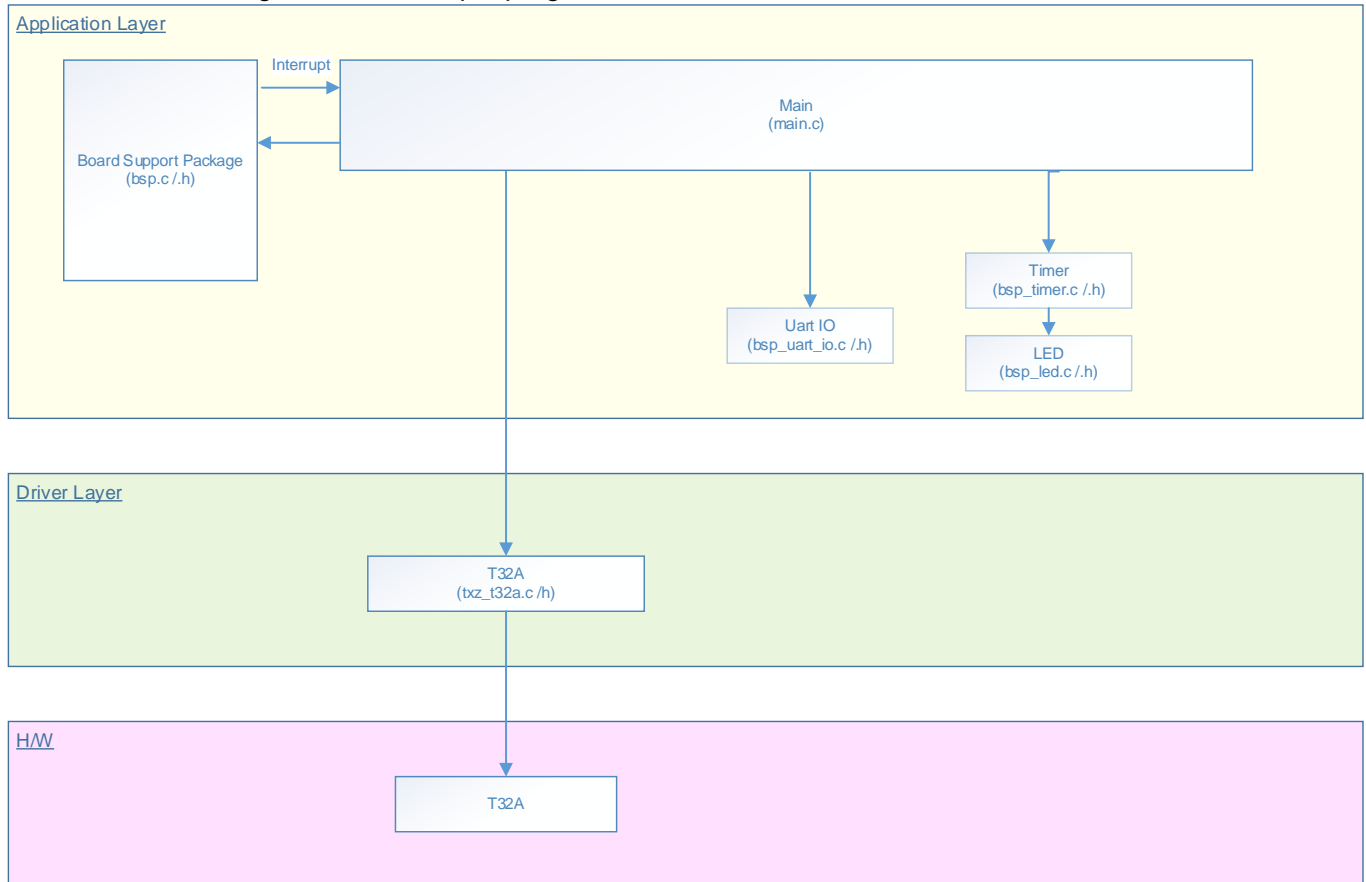 Application Layer
Interrupt
Main
(main.c)
Board Support Package
(bsp.c /.h)
Timer
(bsp_timer.c /.h)
Uart IO
(bsp_uart_io.c /.h)
LED
(bsp_led.c /.h)
Driver Layer
T32A
(txz_t32a.c /h)
H/W
T32A